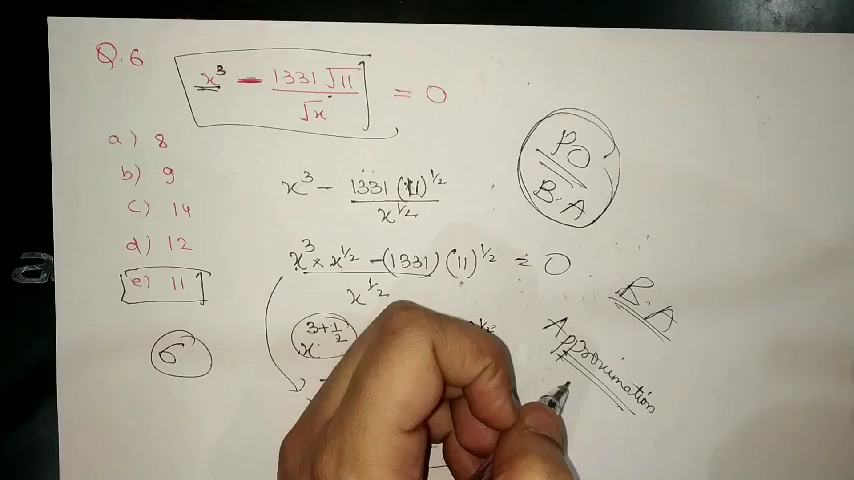 Q.6
x³ - 1331√11 / √x = 0
a) 8
b) 9
c) 14
d) 12
e) 11
6
x³ - 1331 (11)^1/2 / x^1/2
x³ × x^1/2 - (1331) (11)^1/2 = 0
x^1/2
x^3+1/2
PO
B.A
B.A
Approximation